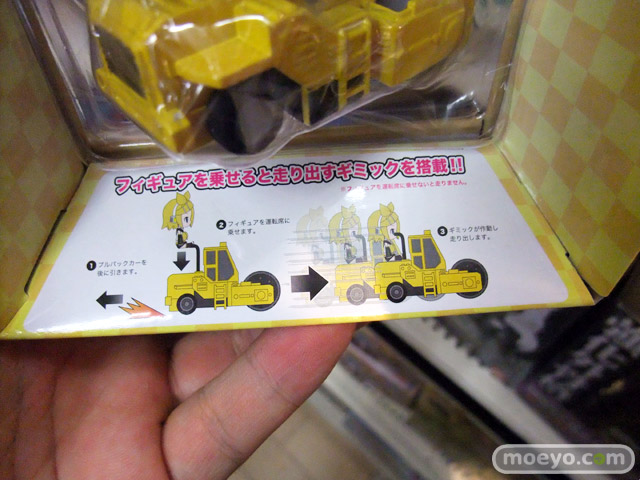 フィギュアを乗せると走り出すギミックを搭載!!
※フィギュアを運転席に乗せないと走りません。
❷ フィギュアを運転席に
乗せます。
❸ ギミックが作動し
走り出します。
❶ プルバックカーを
後に引きます。
moeyo.com